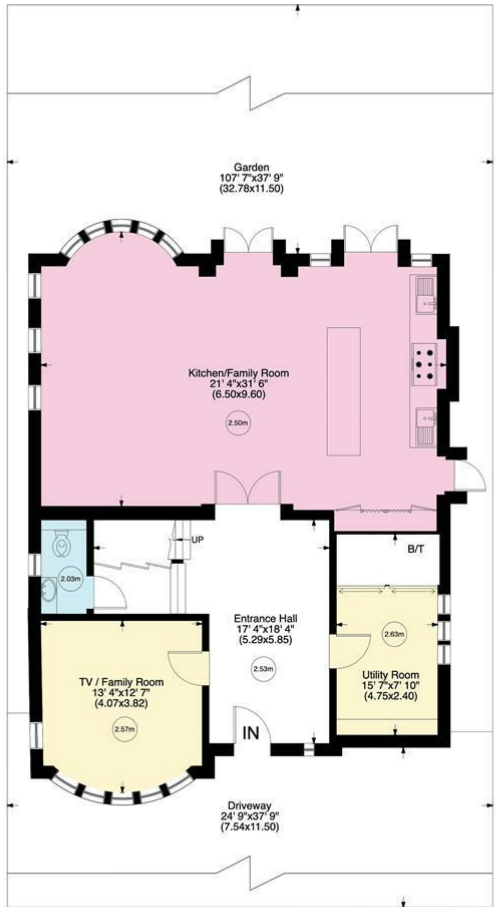 Garden
107' 7"x37' 9"
(32.78x11.50)
Kitchen/Family Room
21' 4"x31' 6"
(6.50x9.60)
2.50m
UP
B/T
2.03m
Entrance Hall
17' 4"x18' 4"
(5.29x5.85)
2.53m
2.63m
Utility Room
15' 7"x7' 10"
(4.75x2.40)
TV / Family Room
13' 4"x12' 7"
(4.07x3.82)
2.57m
IN
Driveway
24' 9"x37' 9"
(7.54x11.50)